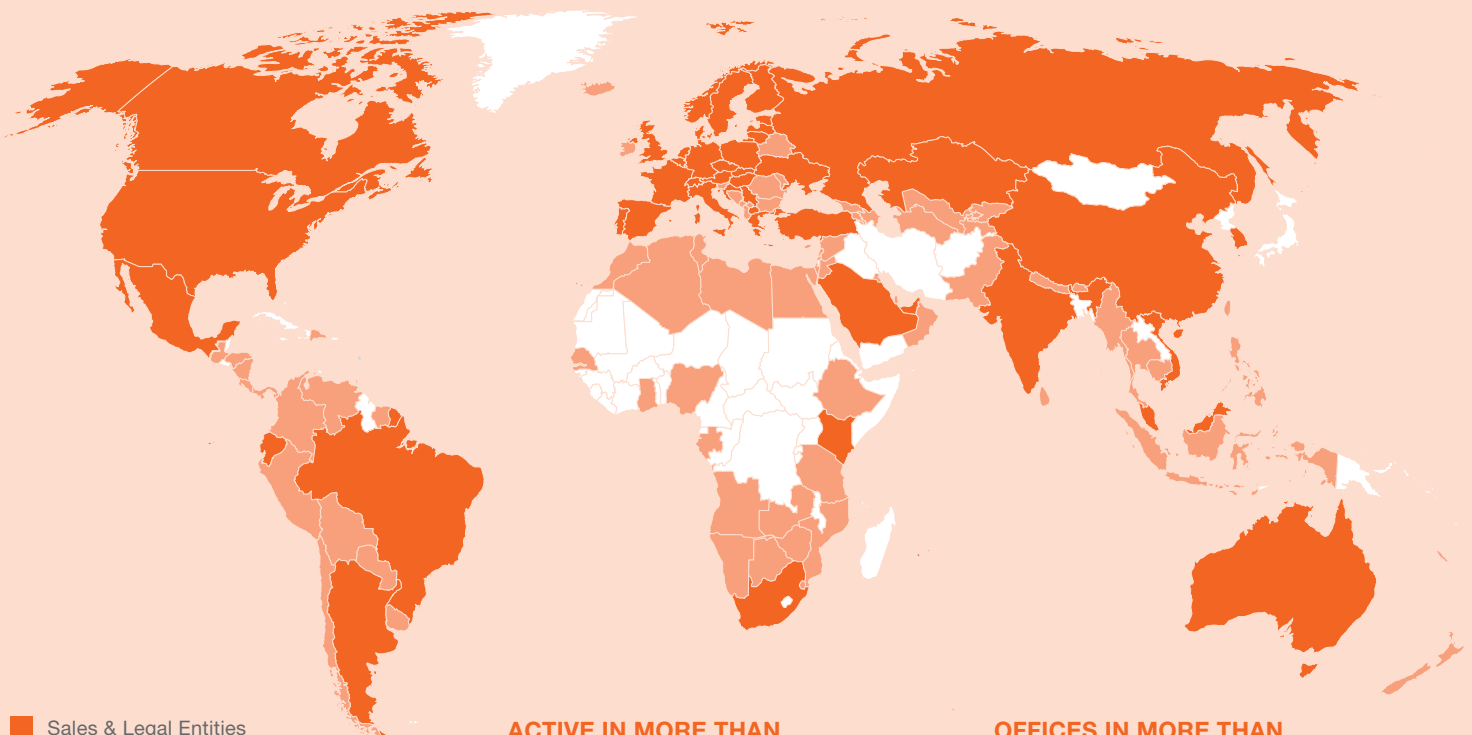 Sales & Legal Entities
ACTIVE IN MORE THAN
OFFICES IN MORE THAN